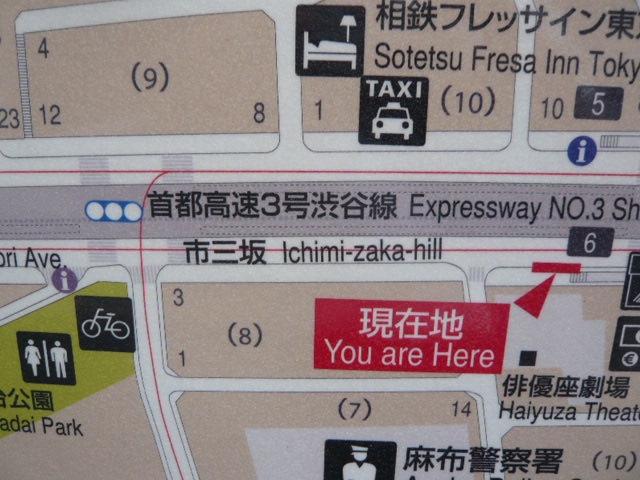 相鉄フレッサイン東
Sotetsu Fresa Inn Toky
4
(9)
23
12
8
1
TAXI
(10)
10
5
首都高速3号渋谷線 Expressway NO.3 Sh
市三坂 Ichimi-zaka-hill
6
ori Ave.
3
(8)
1
現在地
You are Here
公園
adai Park
俳優座劇場
Haiyuza Theat
(7)
14
麻布警察署
(10)